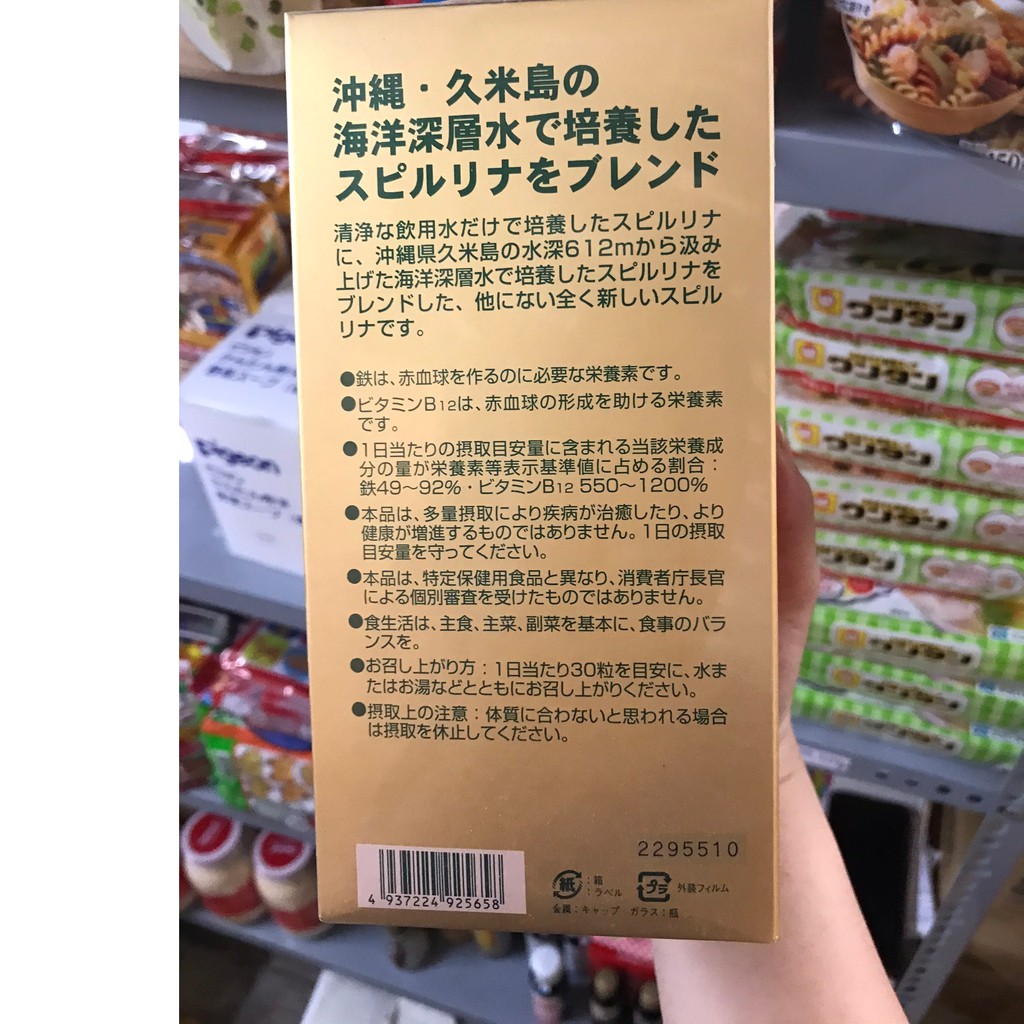 沖縄・久米島の
海洋深層水で培養した
スピルリナをブレンド
清浄な飲用水だけで培養したスピルリナ
に、沖縄県久米島の水深612mから汲み
上げた海洋深層水で培養したスピルリナを
ブレンドした、他にない全く新しいスピル
リナです。
●鉄は、赤血球を作るのに必要な栄養素です。
●ビタミンB12は、赤血球の形成を助ける栄養素
です。
●1日当たりの摂取目安量に含まれる当該栄養成
分の量が栄養素等表示基準値に占める割合：
鉄49～92%・ビタミンB12 550～1200%
●本品は、多量摂取により疾病が治癒したり、より
健康が増進するものではありません。1日の摂取
目安量を守ってください。
●本品は、特定保健用食品と異なり、消費者庁長官
による個別審査を受けたものではありません。
●食生活は、主食、主菜、副菜を基本に、食事のバラ
ンスを。
●お召し上がり方：1日当たり30粒を目安に、水ま
たはお湯などとともにお召し上がりください。
●摂取上の注意：体質に合わないと思われる場合
は摂取を休止してください。
2295510
4 937224 925658
紙：箱
：ラベル
プラ 外装フィルム
金属：キャップ ガラス：瓶
Pigeon
Pigeon
ワンタン
ワンタン
ワンタン
ワンタン
ワンタン
ワンタン
ワンタン
150